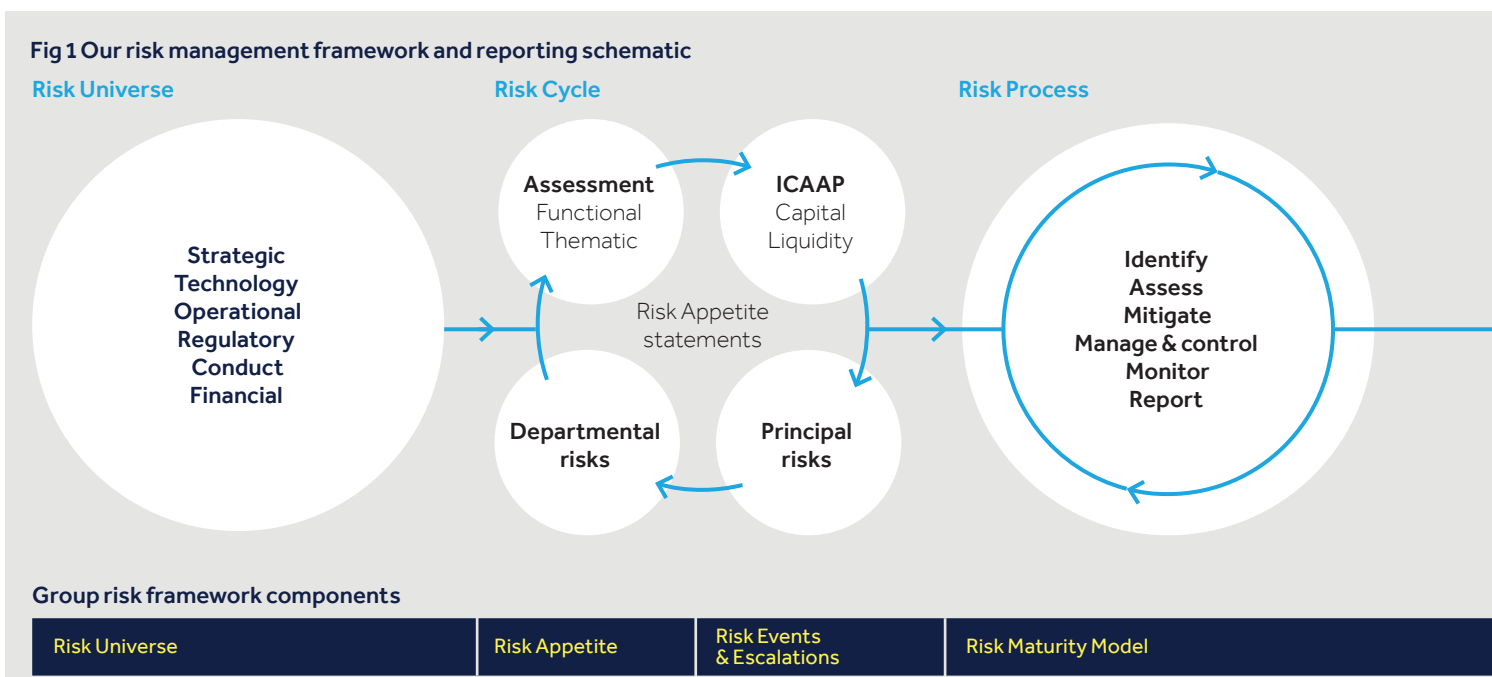 Fig 1 Our risk management framework and reporting schematic
Risk Universe
Strategic
Technology
Operational
Regulatory
Conduct
Financial
Risk Cycle
Assessment
Functional
Thematic
ICAAP
Capital
Liquidity
Risk Appetite
statements
Departmental
risks
Principal
risks
Risk Process
Identify
Assess
Mitigate
Manage & control
Monitor
Report
Group risk framework components
Risk Universe
Risk Appetite
Risk Events
& Escalations
Risk Maturity Model